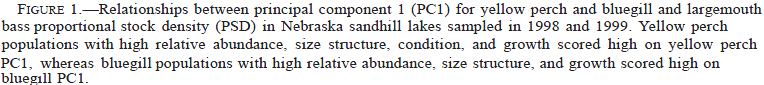 FIGURE 1.—Relationships between principal component 1 (PC1) for yellow perch and bluegill and largemouth
bass proportional stock density (PSD) in Nebraska sandhill lakes sampled in 1998 and 1999. Yellow perch
populations with high relative abundance, size structure, condition, and growth scored high on yellow perch
PC1, whereas bluegill populations with high relative abundance, size structure, and growth scored high on
bluegill PC1.